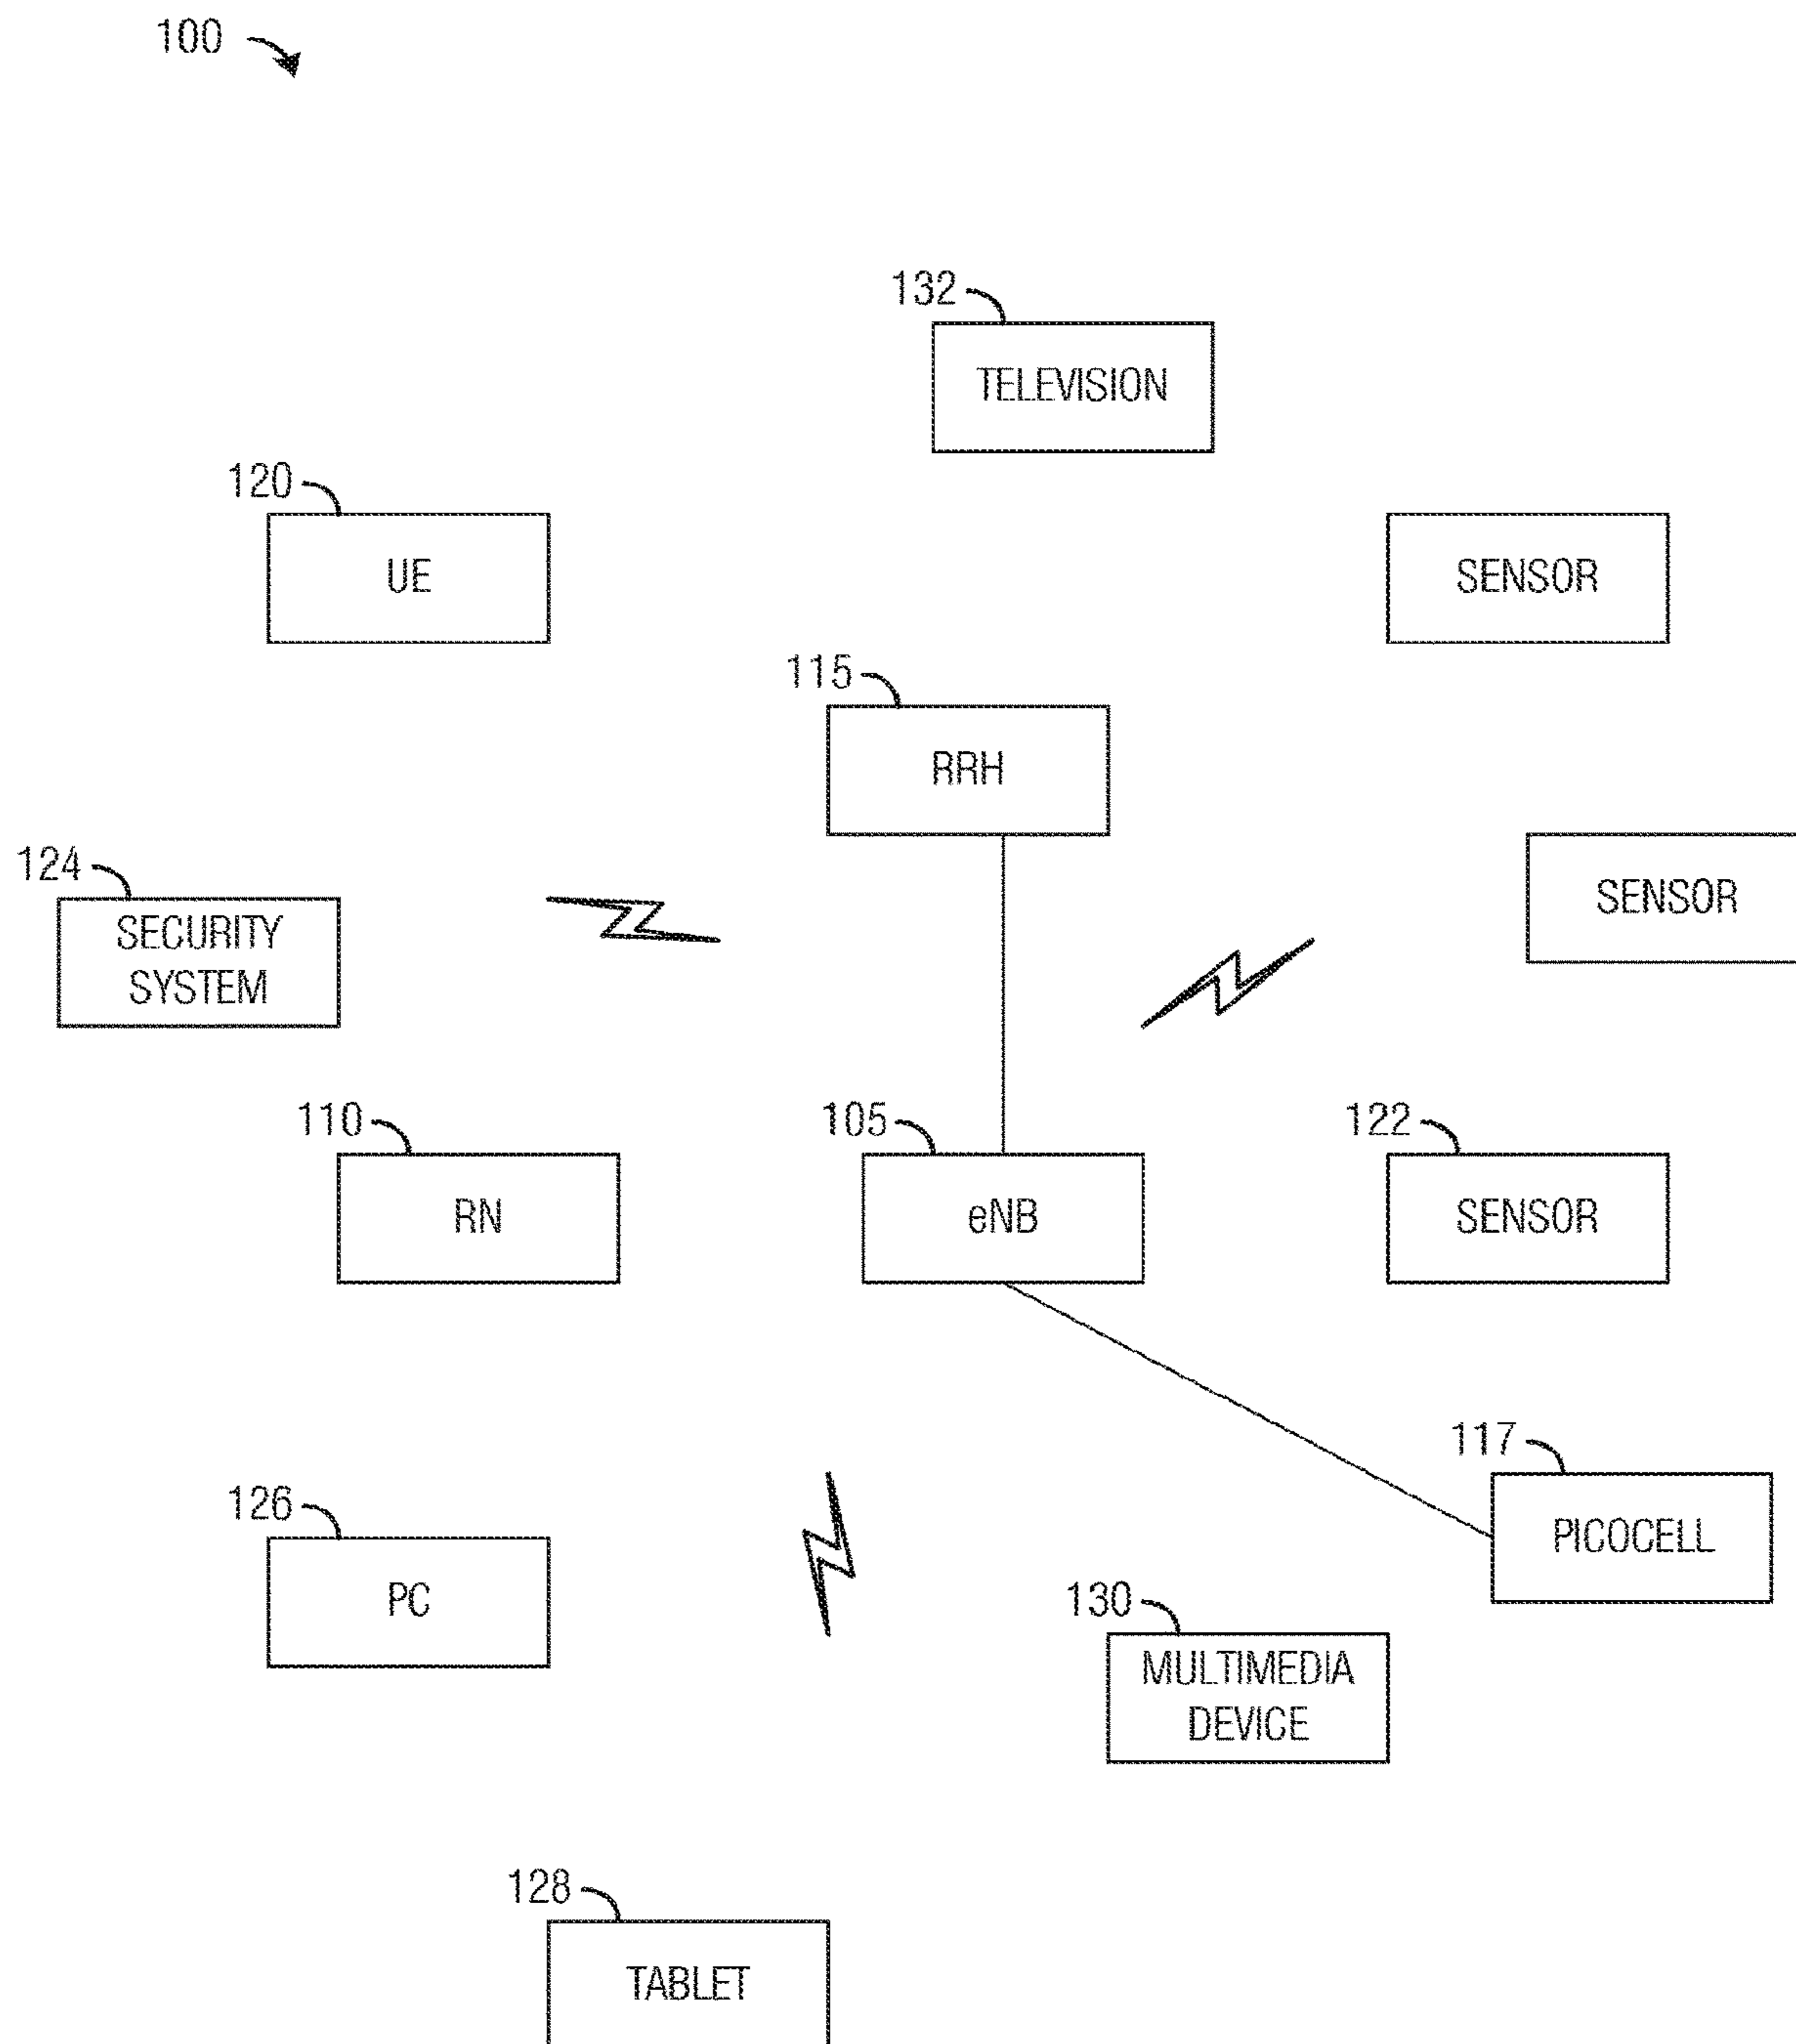 100
132
TELEVISION
120
UE
SENSOR
115
RRH
124
SECURITY
SYSTEM
SENSOR
110
RN
105
eNB
122
SENSOR
117
PICOCELL
126
PC
130
MULTIMEDIA
DEVICE
128
TABLET